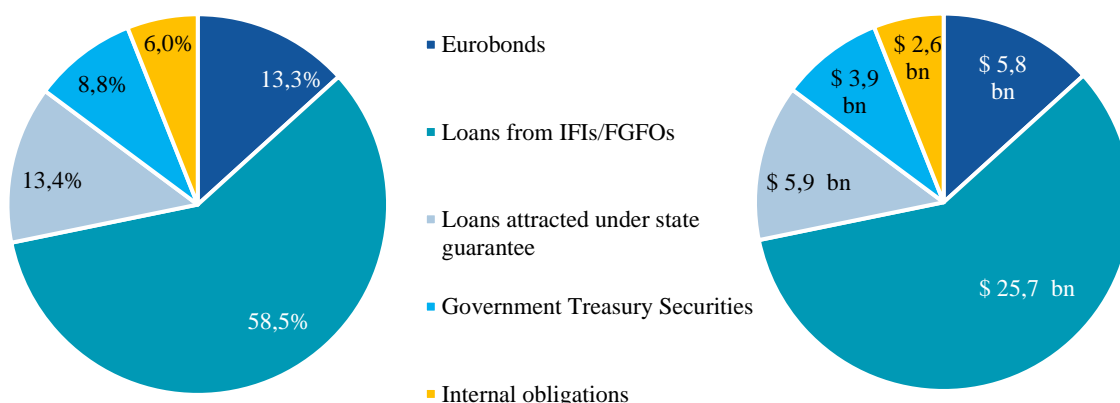 6,0%
13,3%
8,8%
13,4%
58,5%
Eurobonds
Loans from IFIs/FGFOs
Loans attracted under state
guarantee
Government Treasury Securities
Internal obligations
$ 2,6
bn
$ 5,8
bn
$ 3,9
bn
$ 5,9 bn
$ 25,7 bn